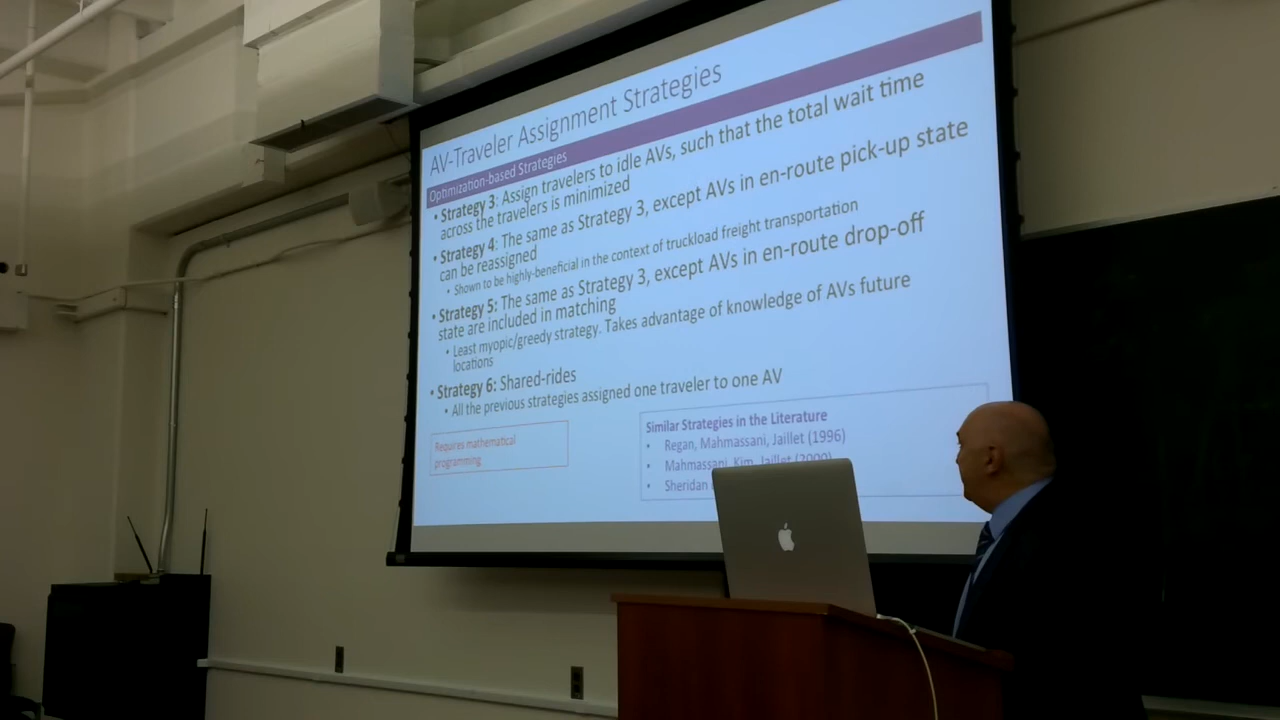 AV-Traveler Assignment Strategies
Optimization-based Strategies
• Strategy 3: Assign travelers to idle AVs, such that the total wait time
across the travelers is minimized
• Strategy 4: The same as Strategy 3, except AVs in en-route pick-up state
can be reassigned
• Shown to be highly-beneficial in the context of truckload freight transportation
• Strategy 5: The same as Strategy 3, except AVs in en-route drop-off
state are included in matching
• Least myopic/greedy strategy. Takes advantage of knowledge of AVs future
locations
• Strategy 6: Shared-rides
• All the previous strategies assigned one traveler to one AV
Requires mathematical
programming
Similar Strategies in the Literature
• Regan, Mahmassani, Jaillet (1996)
• Mahmassani, Kim, Jaillet (2000)
• Sheridan